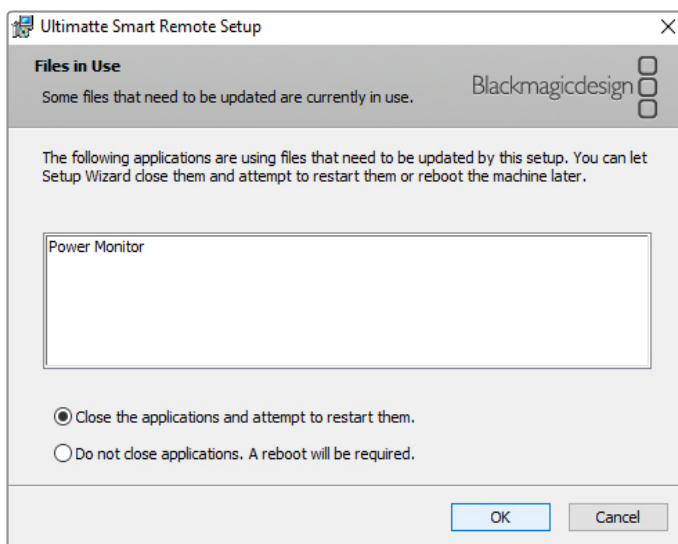 Ultimatte Smart Remote Setup
Files in Use
Some files that need to be updated are currently in use.
Blackmagicdesign
The following applications are using files that need to be updated by this setup. You can let
Setup Wizard close them and attempt to restart them or reboot the machine later.
Power Monitor
Close the applications and attempt to restart them.
Do not close applications. A reboot will be required.
OK
Cancel